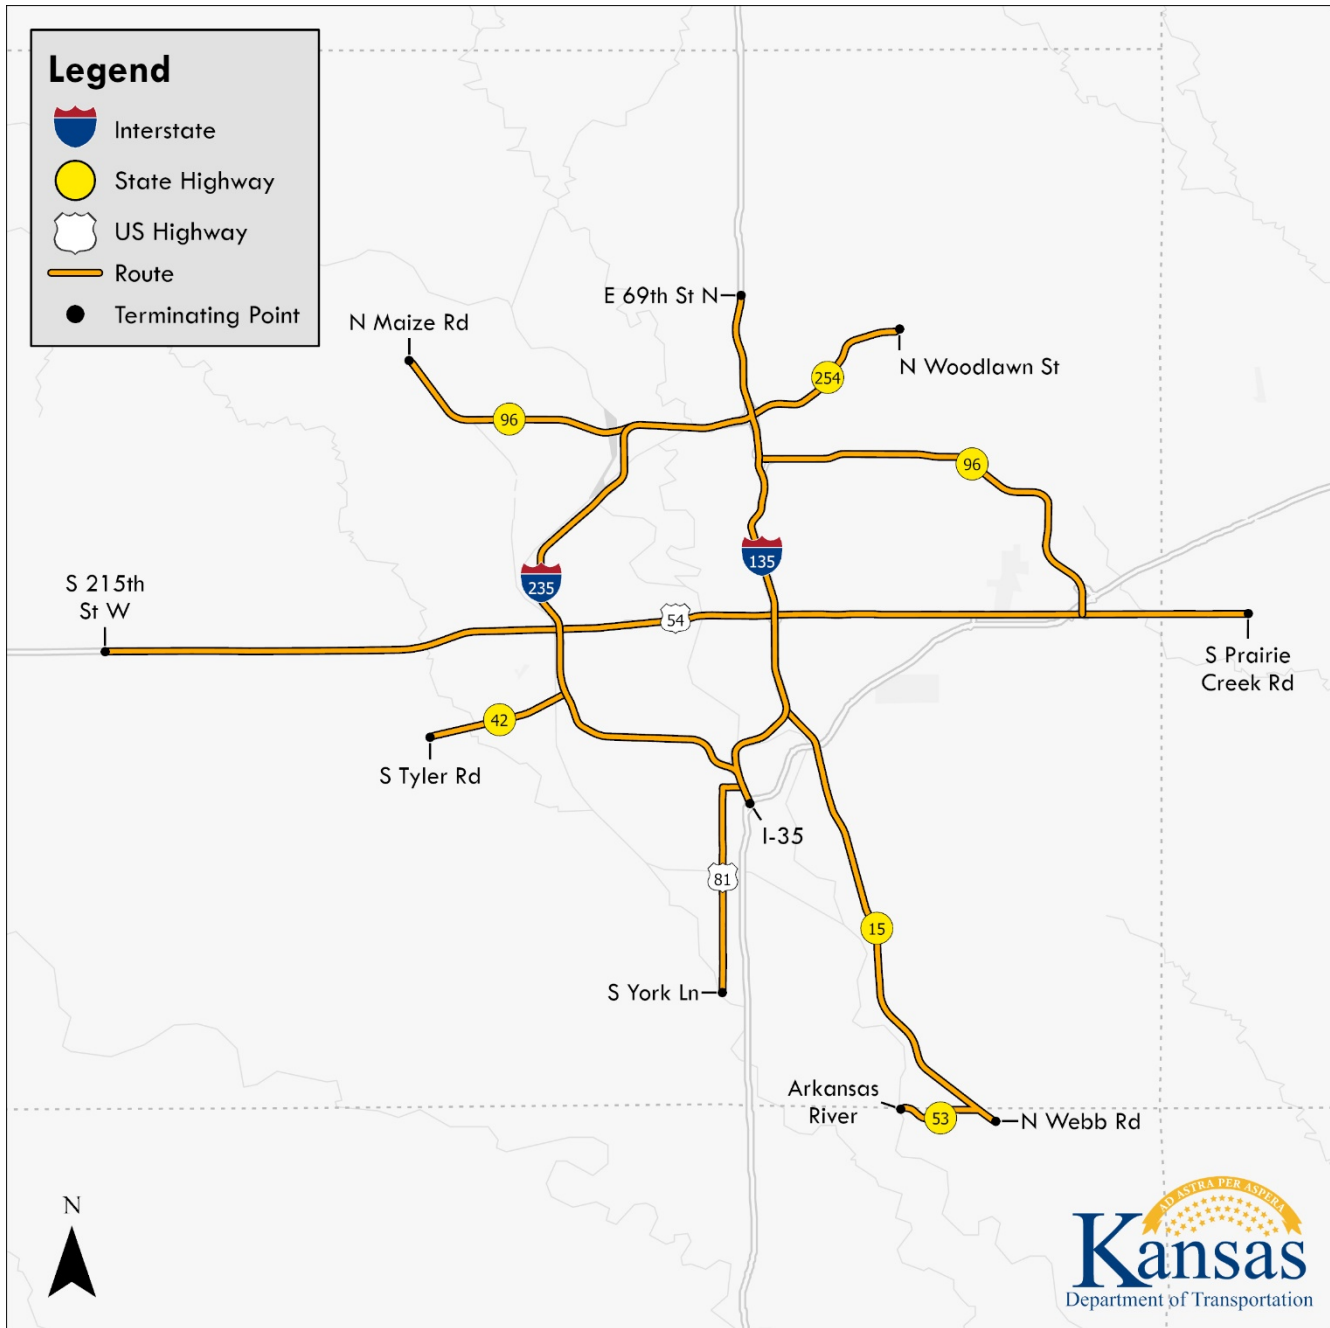 Legend
Interstate
State Highway
US Highway
Route
Terminating Point
E 69th St N
N Maize Rd
N Woodlawn St
254
96
96
135
235
S 215th
St W
54
S Prairie
Creek Rd
42
S Tyler Rd
I-35
81
15
S York Ln
Arkansas
River
53
N Webb Rd
N
AD ASTRA PER ASPERA
Kansas
Department of Transportation